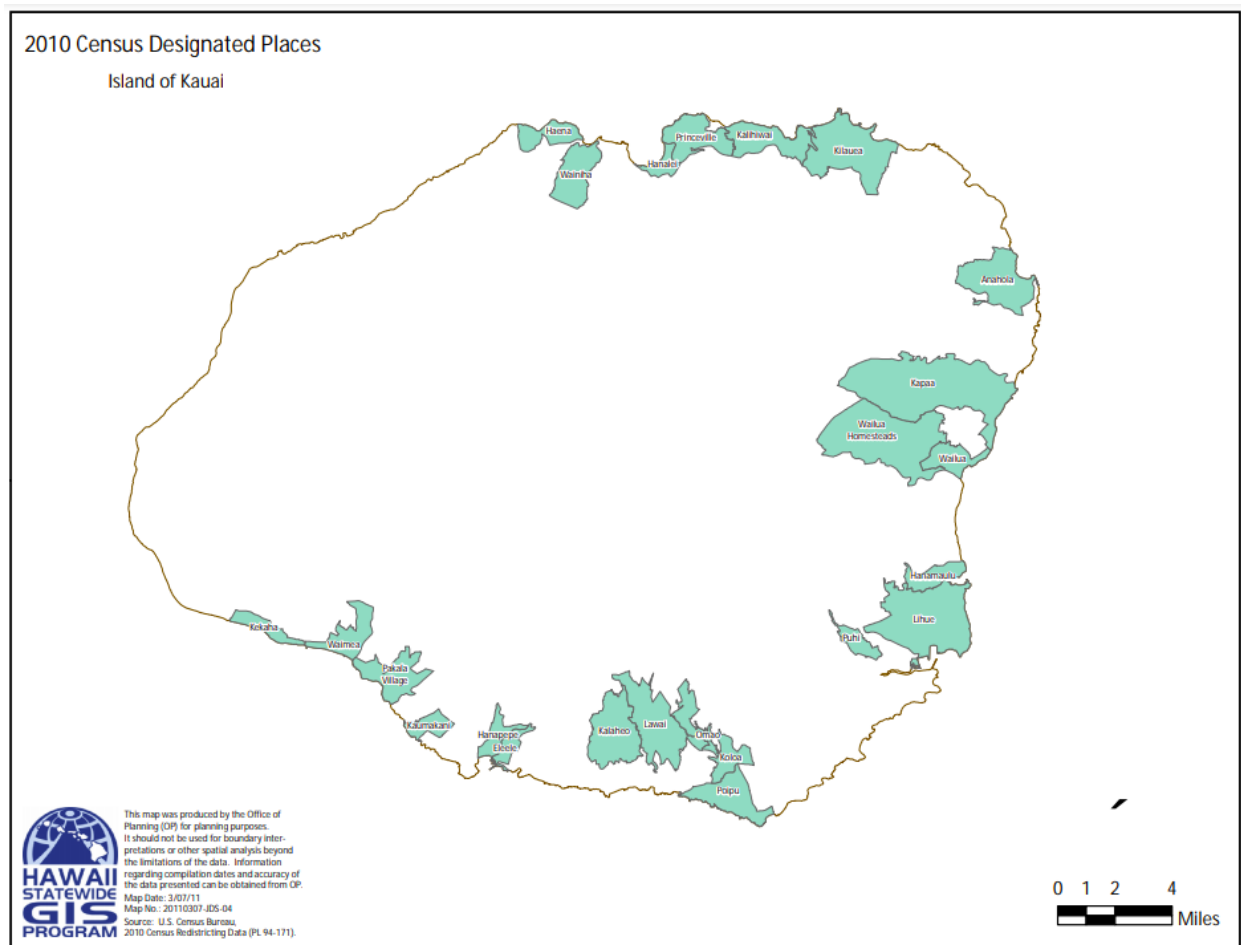 2010 Census Designated Places
Island of Kauai
Haena
Wainiha
Hanalei
Princeville
Kalihiwai
Kilauea
Anahola
Kapaa
Wailua
Homesteads
Wailua
Hanamaulu
Lihue
Puhi
Kekaha
Waimea
Pakala
Village
Kaumakani
Hanapepe
Eleele
Kalaheo
Lawai
Omao
Koloa
Poipu
HAWAII
STATEWIDE
GIS
PROGRAM
This map was produced by the Office of
Planning (OP) for planning purposes.
It should not be used for boundary inter-
pretations or other spatial analysis beyond
the limitations of the data. Information
regarding compilation dates and accuracy of
the data presented can be obtained from OP.
Map Date: 3/07/11
Map No.: 20110307-JDS-04
Source: U.S. Census Bureau,
2010 Census Redistricting Data (PL 94-171).
0 1 2 4
Miles